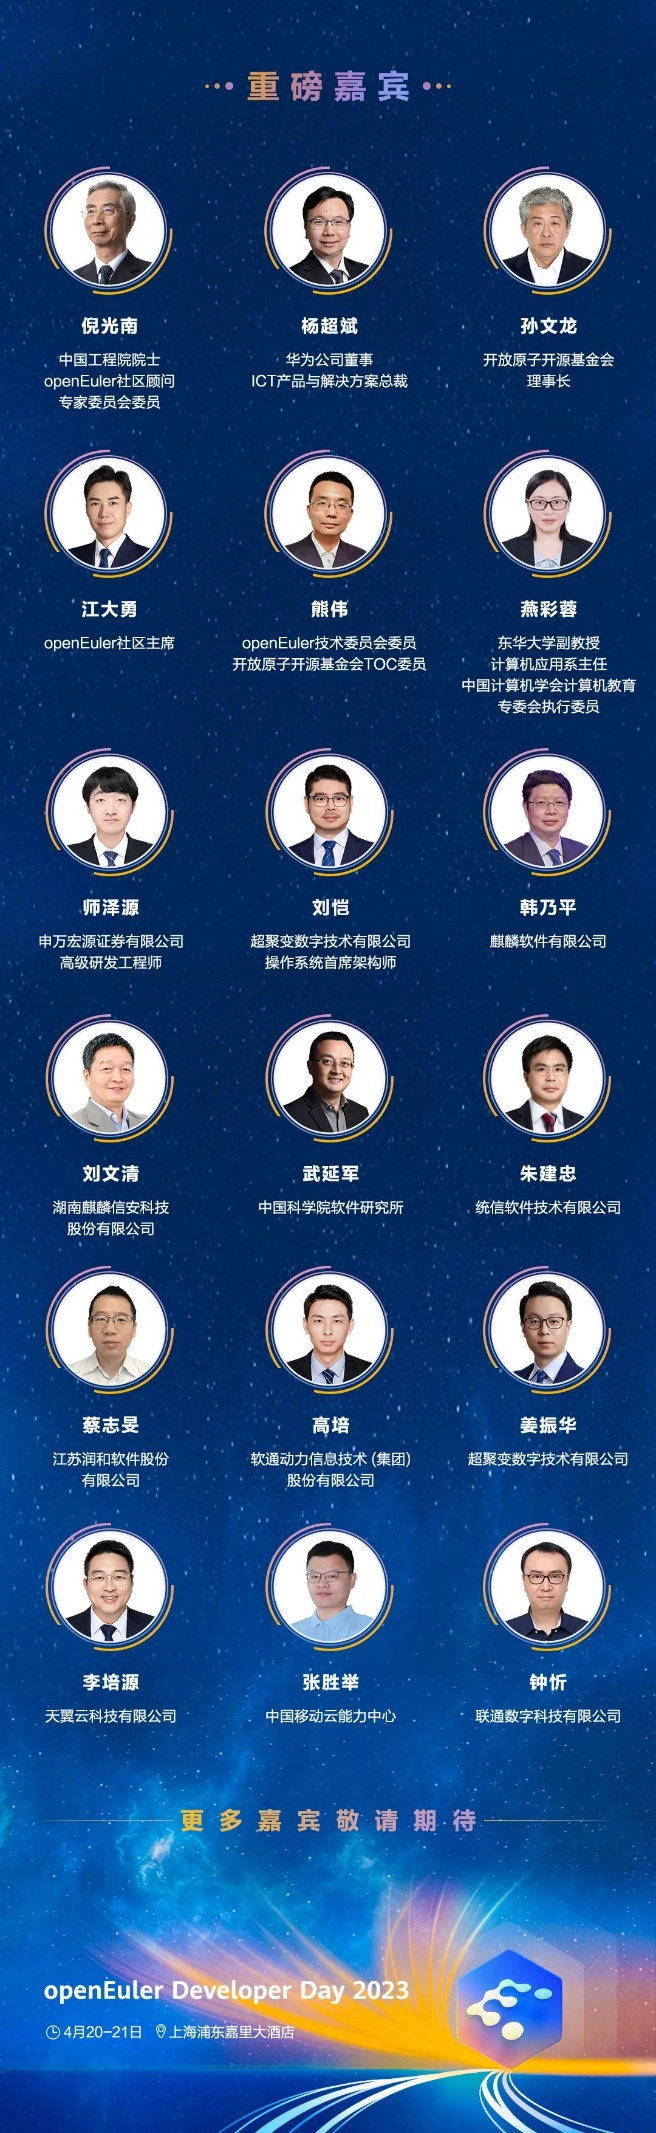 重磅嘉宾
倪光南
中国工程院院士
openEuler社区顾问
专家委员会委员
杨超斌
华为公司董事
ICT产品与解决方案总裁
孙文龙
开放原子开源基金会
理事长
江大勇
openEuler社区主席
熊伟
openEuler技术委员会委员
开放原子开源基金会TOC委员
燕彩蓉
东华大学副教授
计算机应用系主任
中国计算机学会计算机教育
专委会执行委员
师泽源
申万宏源证券有限公司
高级研发工程师
刘恺
超聚变数字技术有限公司
操作系统首席架构师
韩乃平
麒麟软件有限公司
刘文清
湖南麒麟信安科技
股份有限公司
武延军
中国科学院软件研究所
朱建忠
统信软件技术有限公司
蔡志旻
江苏润和软件股份
有限公司
高培
软通动力信息技术 (集团)
股份有限公司
姜振华
超聚变数字技术有限公司
李培源
天翼云科技有限公司
张胜举
中国移动云能力中心
钟忻
联通数字科技有限公司
更多嘉宾敬请期待
openEuler Developer Day 2023
4月20-21日 上海浦东嘉里大酒店